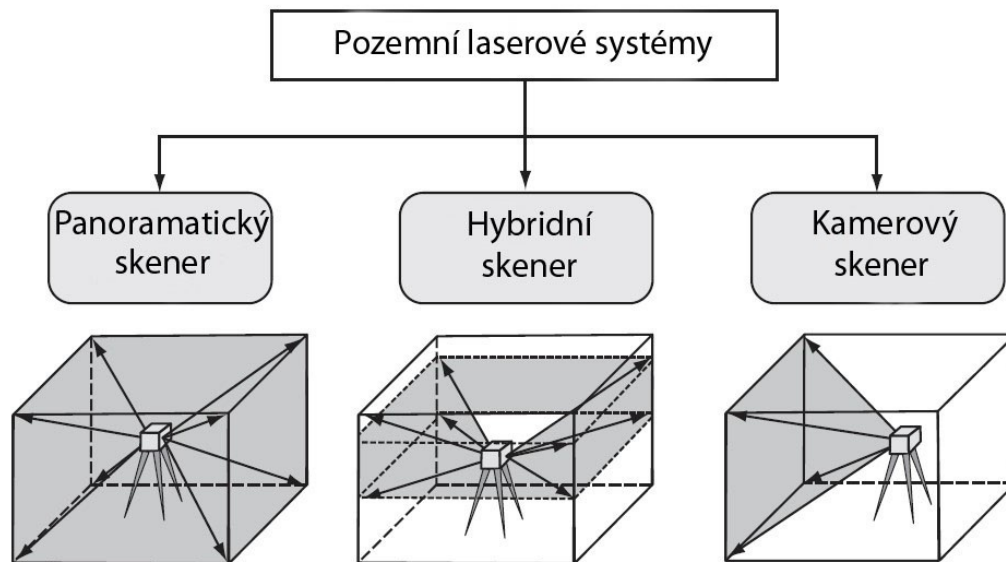 Pozemní laserové systémy
Panoramatický
skener
Hybridní
skener
Kamerový
skener